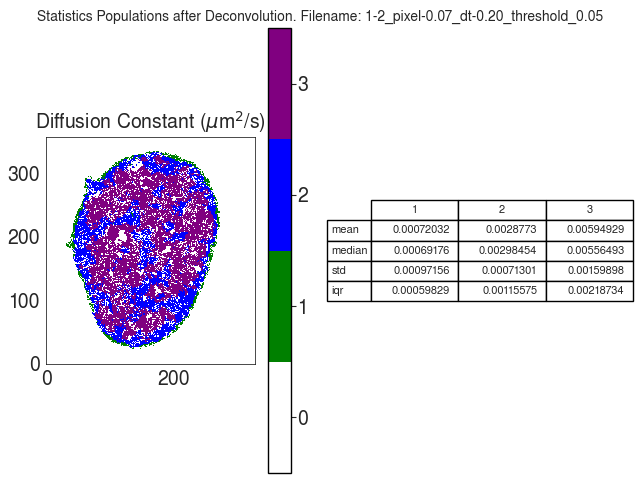 Statistics Populations after Deconvolution. Filename: 1-2_pixel-0.07_dt-0.20_threshold_0.05
Diffusion Constant (μm²/s)
300
200
100
0
0 200
3
2
1
0
1 2 3
mean 0.00072032 0.0028773 0.00594929
median 0.00069176 0.00298454 0.00556493
std 0.00097156 0.00071301 0.00159898
iqr 0.00059829 0.00115575 0.00218734